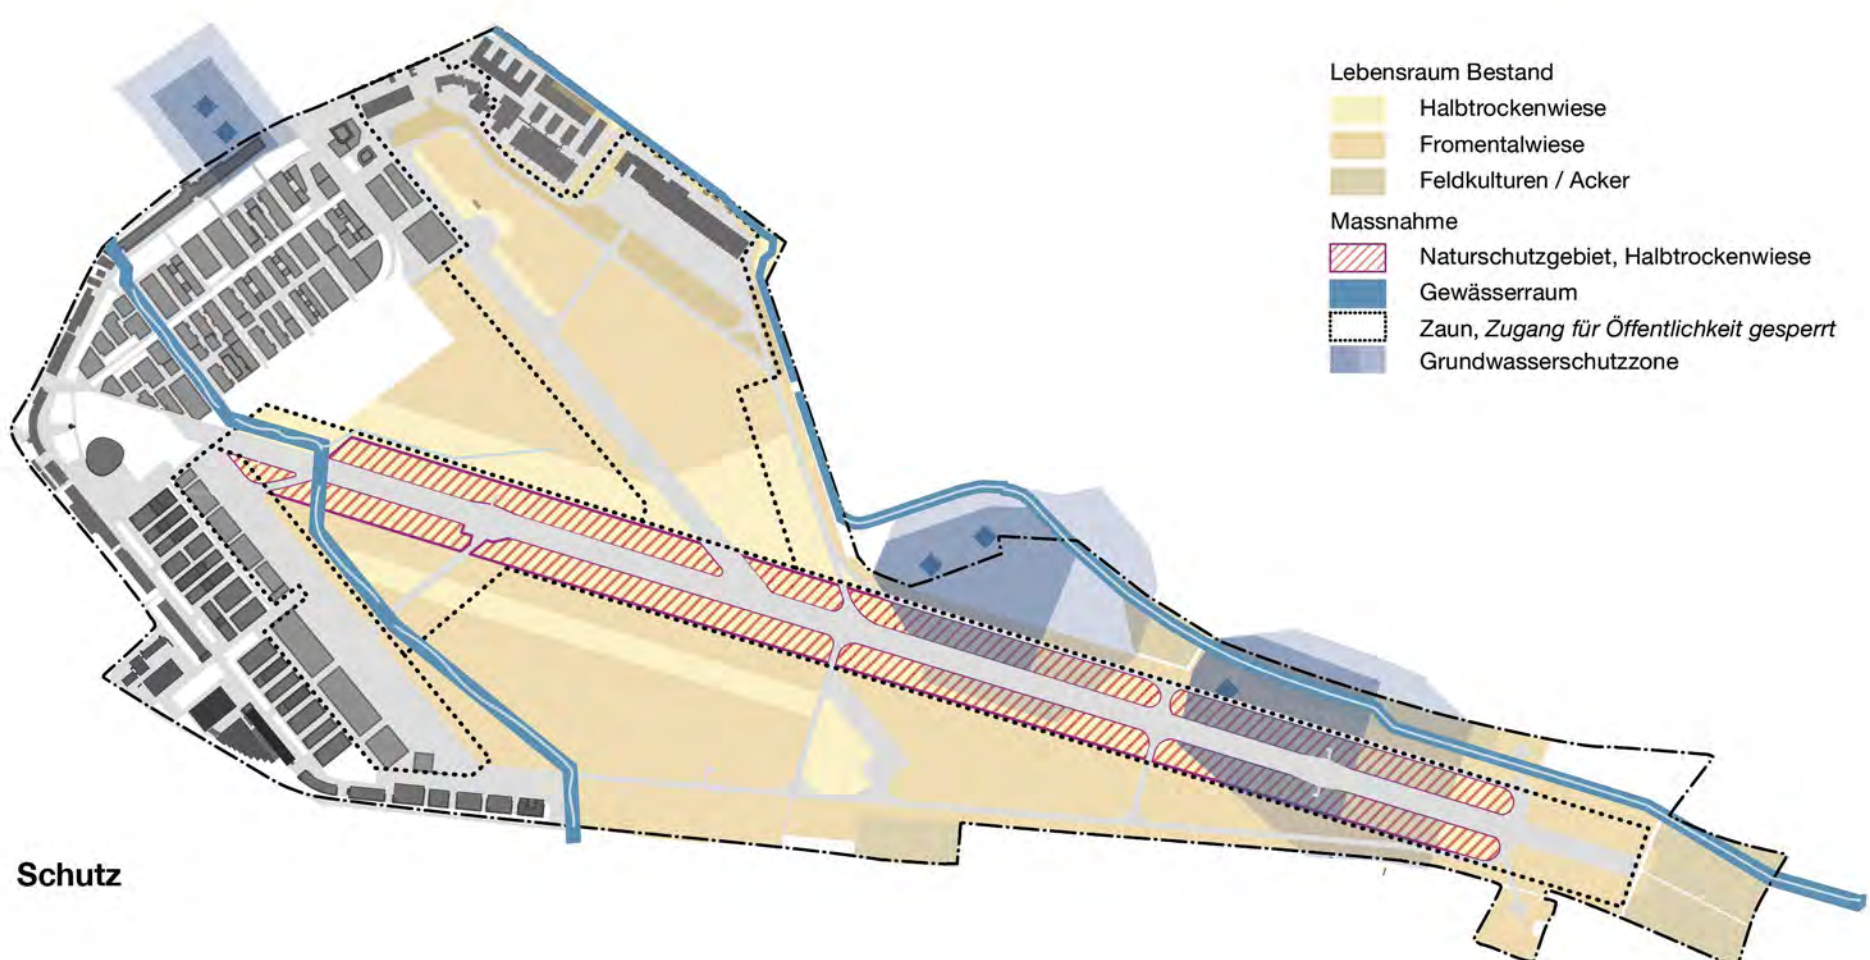 Lebensraum Bestand
Halbtrockenwiese
Fromentalwiese
Feldkulturen / Acker
Massnahme
Naturschutzgebiet, Halbtrockenwiese
Gewässerraum
Zaun, Zugang für Öffentlichkeit gesperrt
Grundwasserschutzzone
Schutz